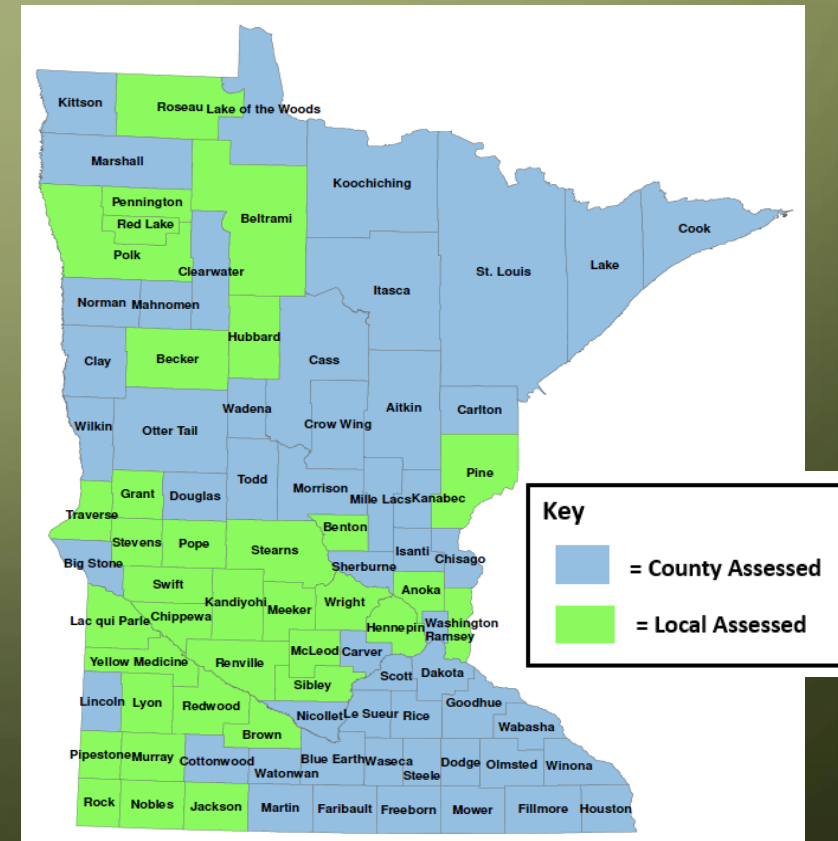 Kittson
Roseau
Lake of the Woods
Marshall
Koochiching
Pennington
Beltrami
Red Lake
Cook
Polk
St. Louis
Lake
Clearwater
Itasca
Norman
Mahnomen
Hubbard
Becker
Cass
Clay
Aitkin
Wadena
Carlton
Crow Wing
Wilkin
Otter Tail
Pine
Todd
Morrison
Grant
Douglas
Mille Lacs
Kanabec
Traverse
Benton
Stevens
Pope
Stearns
Isanti
Chisago
Big Stone
Sherburne
Swift
Anoka
Kandiyohi
Meeker
Wright
Lac qui Parle
Chippewa
Hennepin
Washington
Ramsey
McLeod
Carver
Yellow Medicine
Renville
Scott
Dakota
Sibley
Lincoln
Lyon
Redwood
Goodhue
Nicollet
Le Sueur
Rice
Wabasha
Brown
Pipestone
Murray
Cottonwood
Blue Earth
Waseca
Dodge
Olmsted
Winona
Watonwan
Steele
Rock
Nobles
Jackson
Martin
Faribault
Freeborn
Mower
Fillmore
Houston
Key
= County Assessed
= Local Assessed